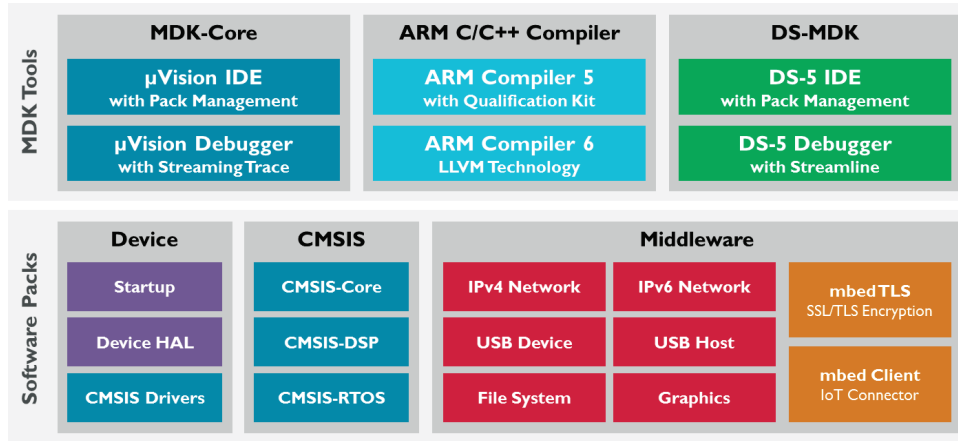 MDK Tools
MDK-Core
µVision IDE
with Pack Management
µVision Debugger
with Streaming Trace
ARM C/C++ Compiler
ARM Compiler 5
with Qualification Kit
ARM Compiler 6
LLVM Technology
DS-MDK
DS-5 IDE
with Pack Management
DS-5 Debugger
with Streamline
Software Packs
Device
Startup
Device HAL
CMSIS Drivers
CMSIS
CMSIS-Core
CMSIS-DSP
CMSIS-RTOS
Middleware
IPv4 Network
IPv6 Network
USB Device
USB Host
File System
Graphics
mbed TLS
SSL/TLS Encryption
mbed Client
IoT Connector